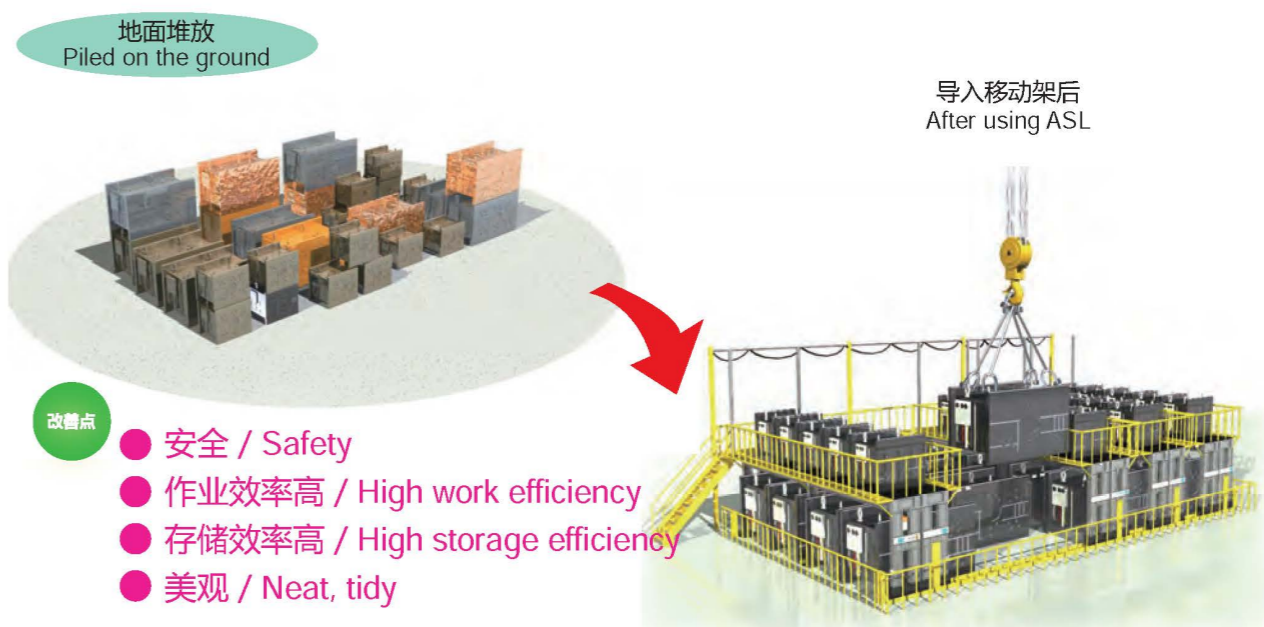 地面堆放
Piled on the ground
导入移动架后
After using ASL
改善点
安全 / Safety
作业效率高 / High work efficiency
存储效率高 / High storage efficiency
美观 / Neat, tidy